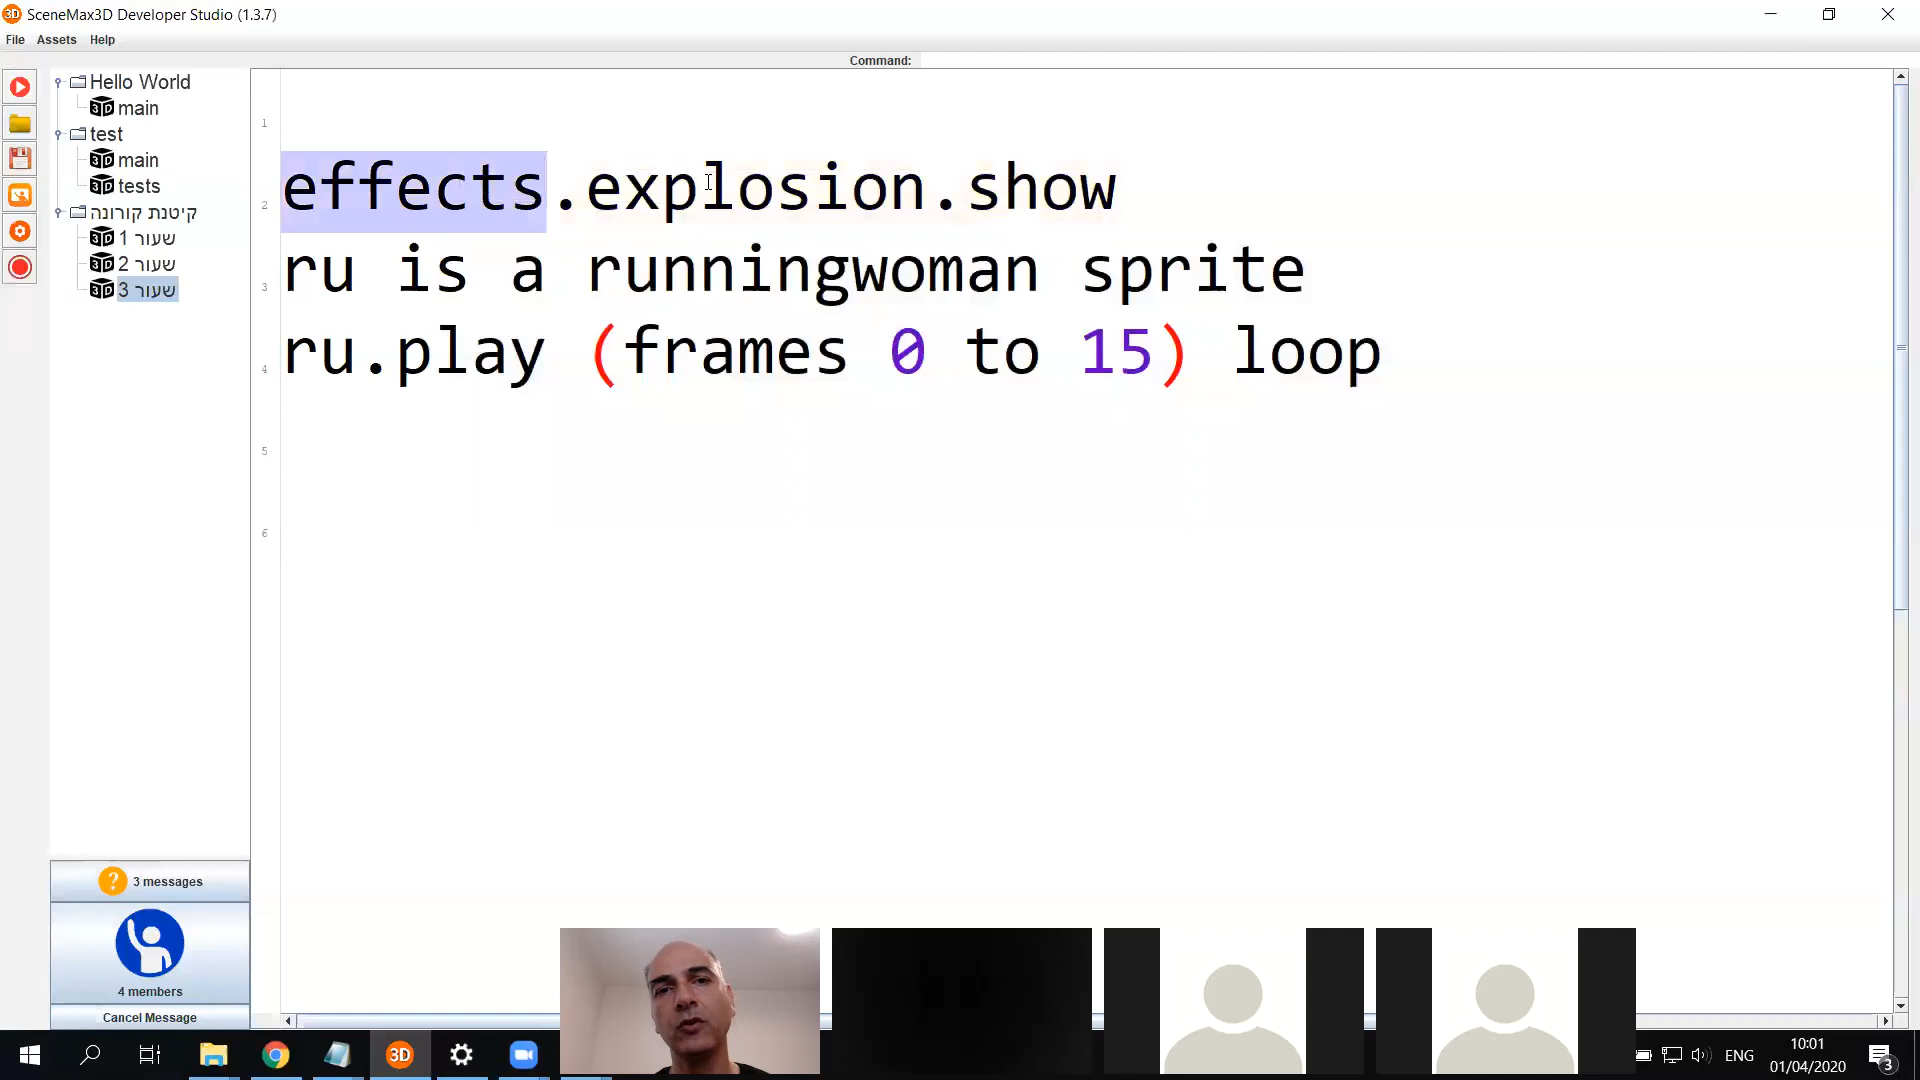 SceneMax3D Developer Studio (1.3.7)
File Assets Help
Command:
Hello World
main
test
main
tests
קיטנת קורונה
שעור 1
שעור 2
שעור 3
1
2 effects.explosion.show
3 ru is a runningwoman sprite
4 ru.play (frames 0 to 15) loop
5
6
? 3 messages
4 members
Cancel Message
3D
ENG
10:01
01/04/2020
3